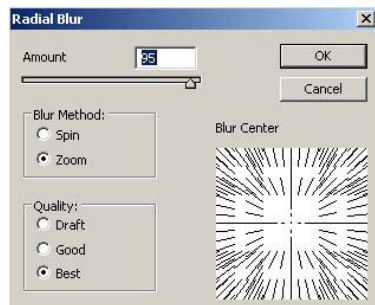 Radial Blur
Amount 95
OK
Cancel
Blur Method:
Spin
Zoom
Blur Center
Quality:
Draft
Good
Best